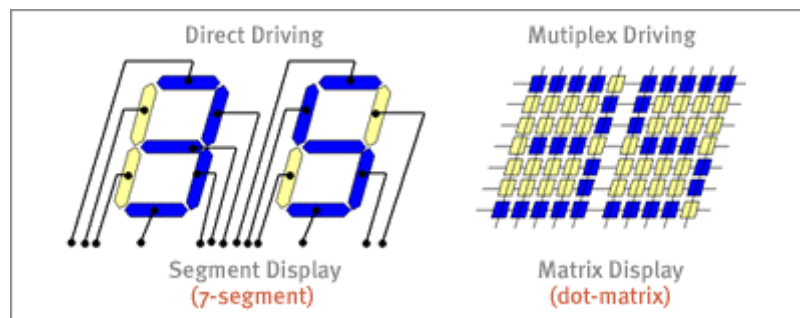 Direct Driving
Mutiplex Driving
Segment Display
(7-segment)
Matrix Display
(dot-matrix)